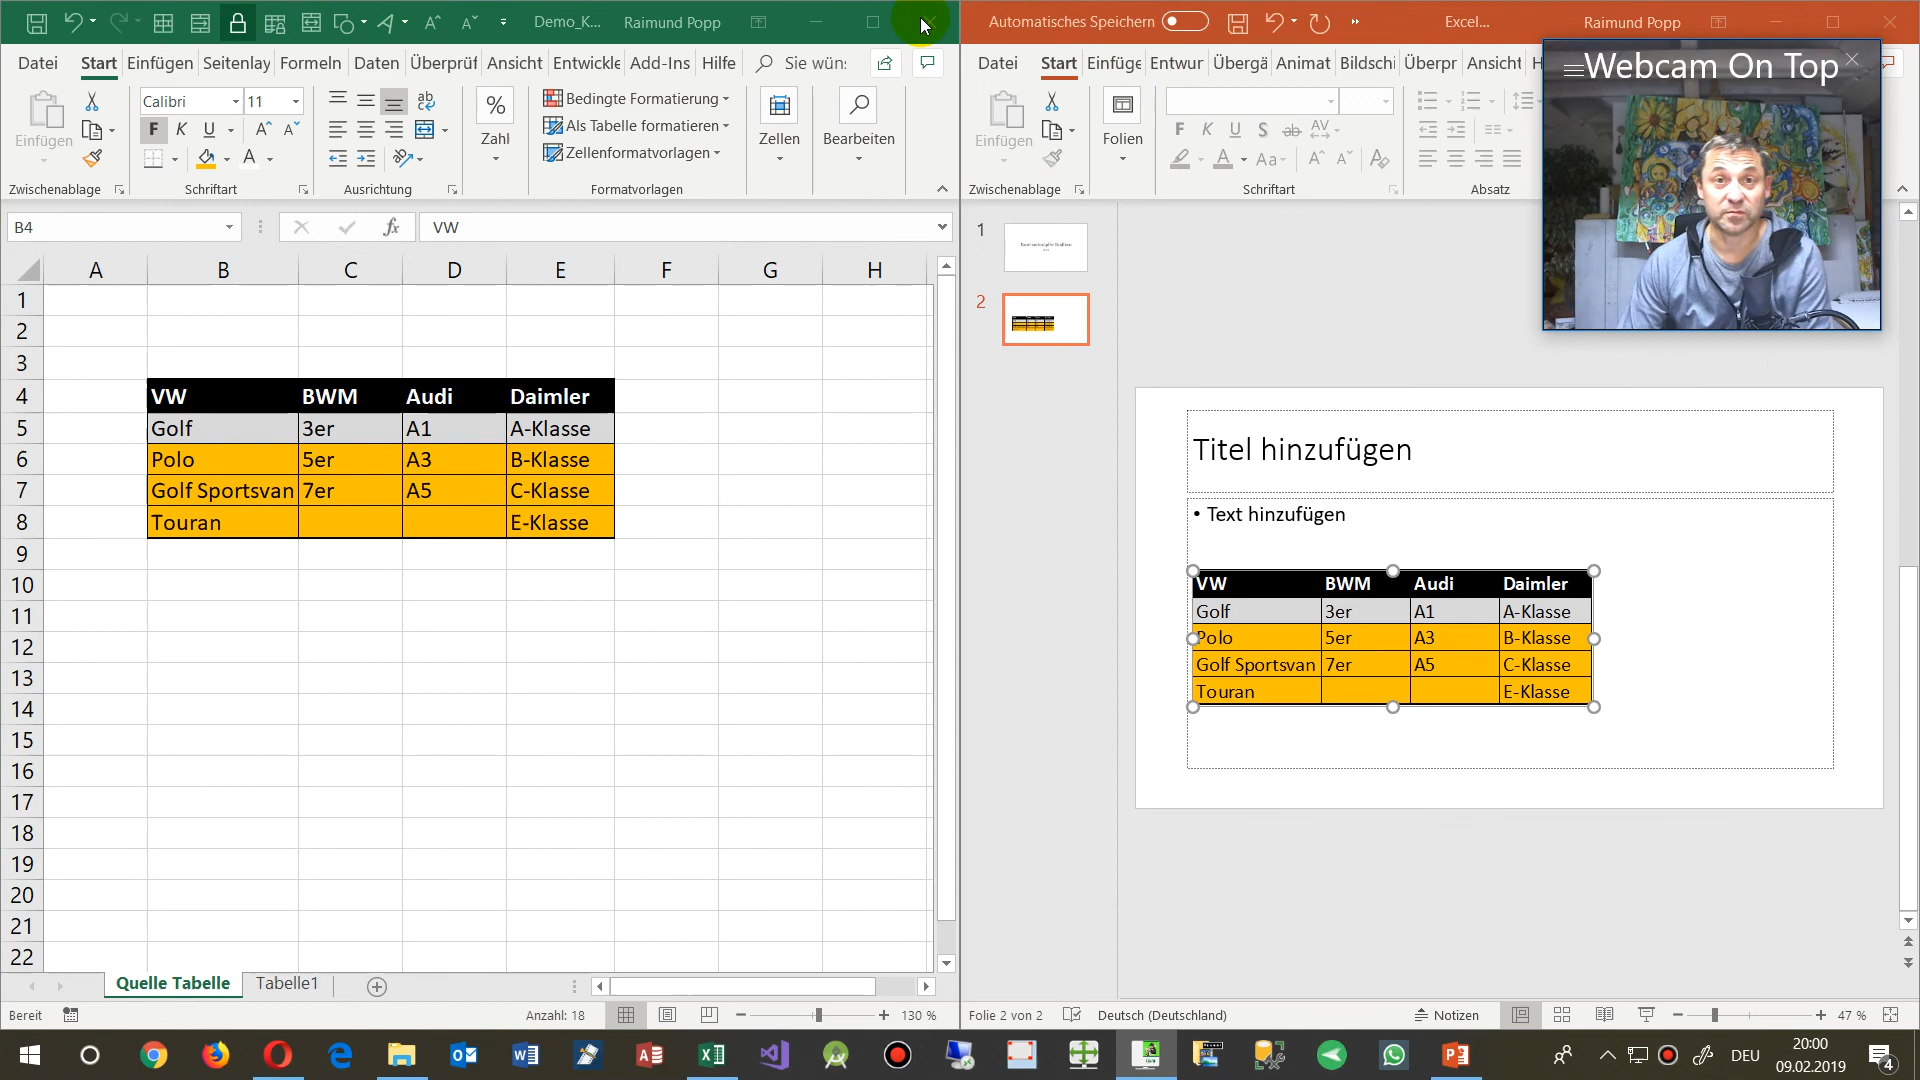 Demo_K... Raimund Popp
Datei Start Einfügen Seitenlay Formeln Daten Überprüf Ansicht Entwickle Add-Ins Hilfe Sie wün:
Calibri 11
Einfügen
F K U
Zahl
Bedingte Formatierung
Als Tabelle formatieren
Zellenformatvorlagen
Zellen
Bearbeiten
Zwischenablage Schriftart Ausrichtung Formatvorlagen
B4 fx VW
A B C D E F G H
1
2
3
4 VW BWM Audi Daimler
5 Golf 3er A1 A-Klasse
6 Polo 5er A3 B-Klasse
7 Golf Sportsvan 7er A5 C-Klasse
8 Touran E-Klasse
9
10
11
12
13
14
15
16
17
18
19
20
21
22
Quelle Tabelle Tabelle1
Bereit Anzahl: 18 130 %
Automatisches Speichern Excel... Raimund Popp
Datei Start Einfüge Entwur Übergä Animat Bildschi Überpr Ansicht H
Einfügen
Folien
F K U S ab AV
A Aa
Zwischenablage Schriftart Absatz
Webcam On Top
1
2
Titel hinzufügen
• Text hinzufügen
VW BWM Audi Daimler
Golf 3er A1 A-Klasse
Polo 5er A3 B-Klasse
Golf Sportsvan 7er A5 C-Klasse
Touran E-Klasse
Folie 2 von 2 Deutsch (Deutschland) Notizen 47 %
DEU
20:00
09.02.2019
4